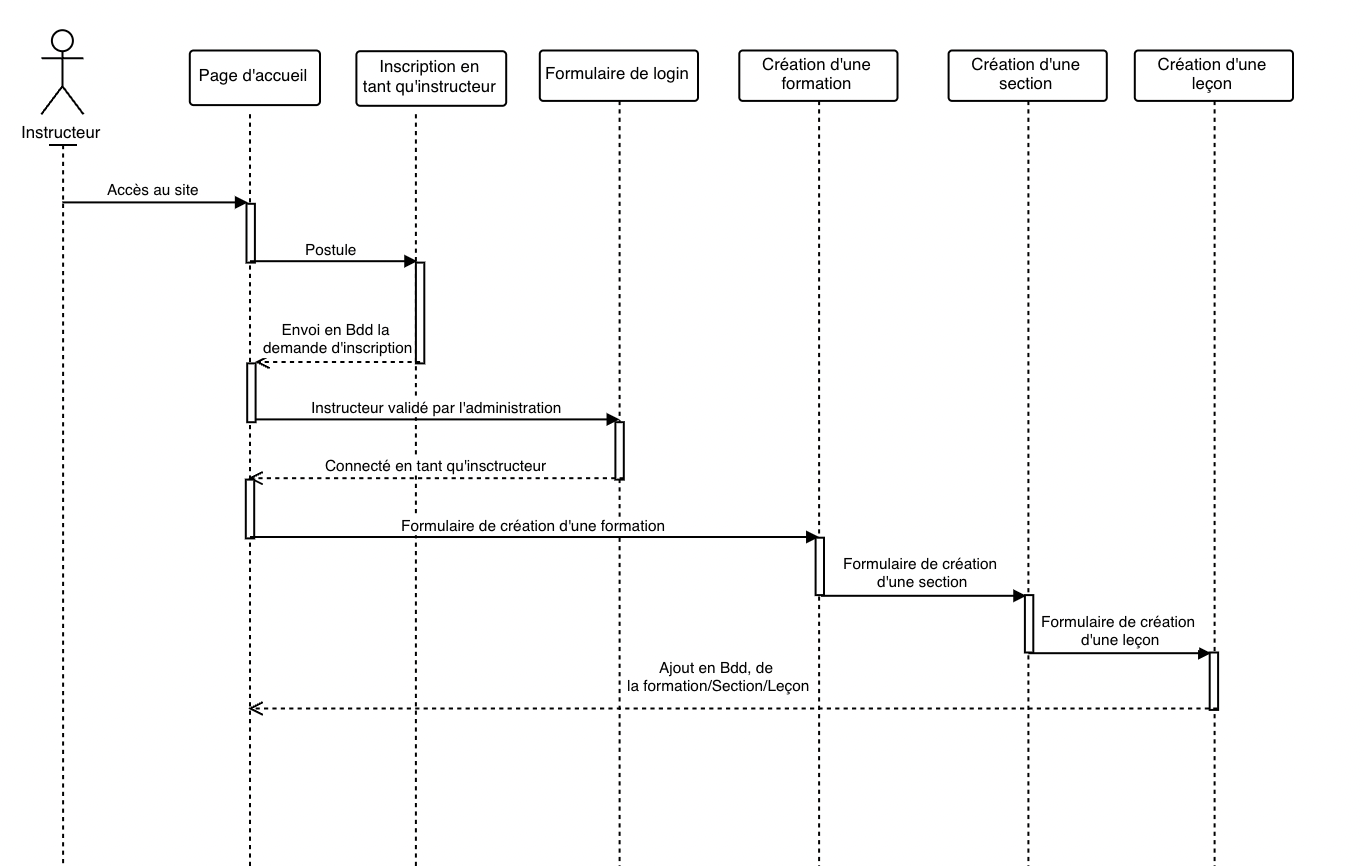 Instructeur
Page d'accueil
Inscription en
tant qu'instructeur
Formulaire de login
Création d'une
formation
Création d'une
section
Création d'une
leçon
Accès au site
Postule
Envoi en Bdd la
demande d'inscription
Instructeur validé par l'administration
Connecté en tant qu'insctructeur
Formulaire de création d'une formation
Formulaire de création
d'une section
Formulaire de création
d'une leçon
Ajout en Bdd, de
la formation/Section/Leçon